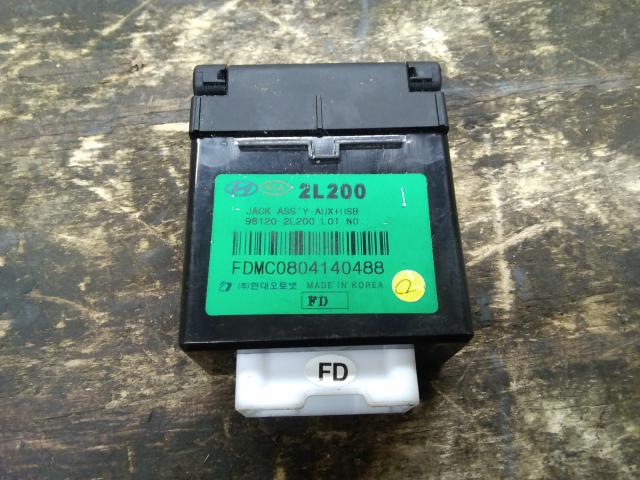 KIA 2L200
JACK ASS'Y-AUX+USB
96120-2L200 LOT NO.
FDMC0804140488
(주)현대오토넷 MADE IN KOREA
FD
FD